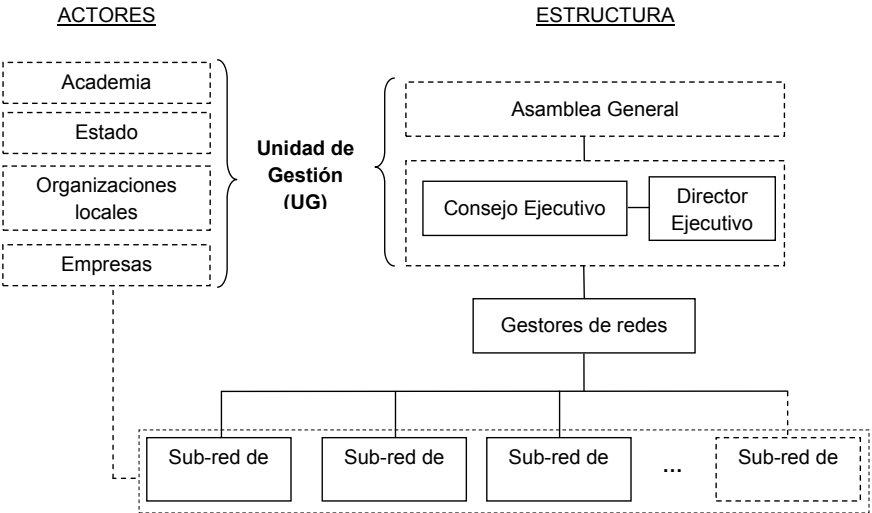 ACTORES
ESTRUCTURA
Academia
Estado
Organizaciones
locales
Empresas
Unidad de
Gestión
(UG)
Asamblea General
Consejo Ejecutivo
Director
Ejecutivo
Gestores de redes
Sub-red de
Sub-red de
Sub-red de
...
Sub-red de